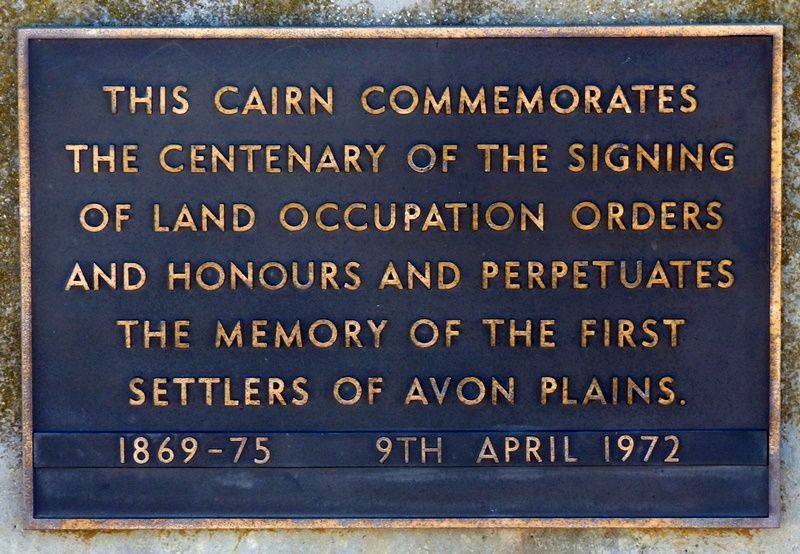 THIS CAIRN COMMEMORATES
THE CENTENARY OF THE SIGNING
OF LAND OCCUPATION ORDERS
AND HONOURS AND PERPETUATES
THE MEMORY OF THE FIRST
SETTLERS OF AVON PLAINS.
1869-75 9TH APRIL 1972